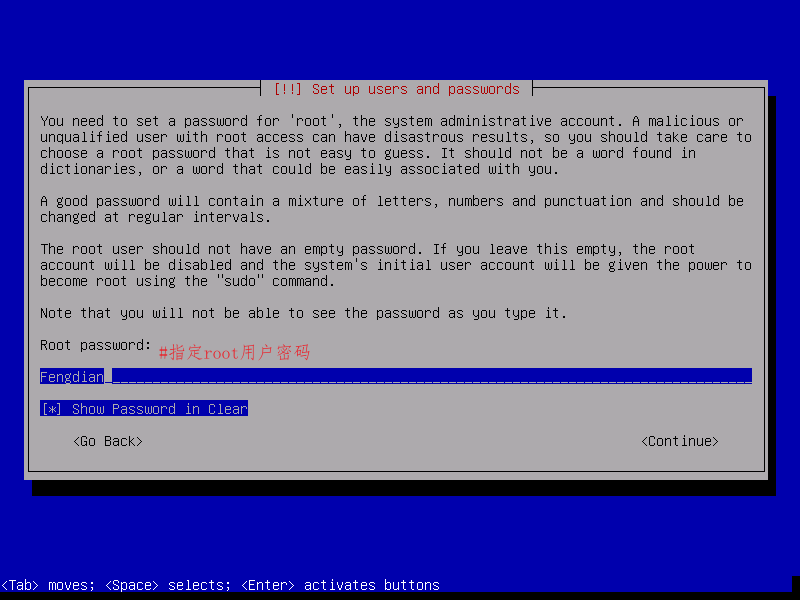 [!!] Set up users and passwords
You need to set a password for 'root', the system administrative account. A malicious or
unqualified user with root access can have disastrous results, so you should take care to
choose a root password that is not easy to guess. It should not be a word found in
dictionaries, or a word that could be easily associated with you.
A good password will contain a mixture of letters, numbers and punctuation and should be
changed at regular intervals.
The root user should not have an empty password. If you leave this empty, the root
account will be disabled and the system's initial user account will be given the power to
become root using the "sudo" command.
Note that you will not be able to see the password as you type it.
Root password: #指定root用户密码
Fengdian
[*] Show Password in Clear
<Go Back> <Continue>
<Tab> moves; <Space> selects; <Enter> activates buttons